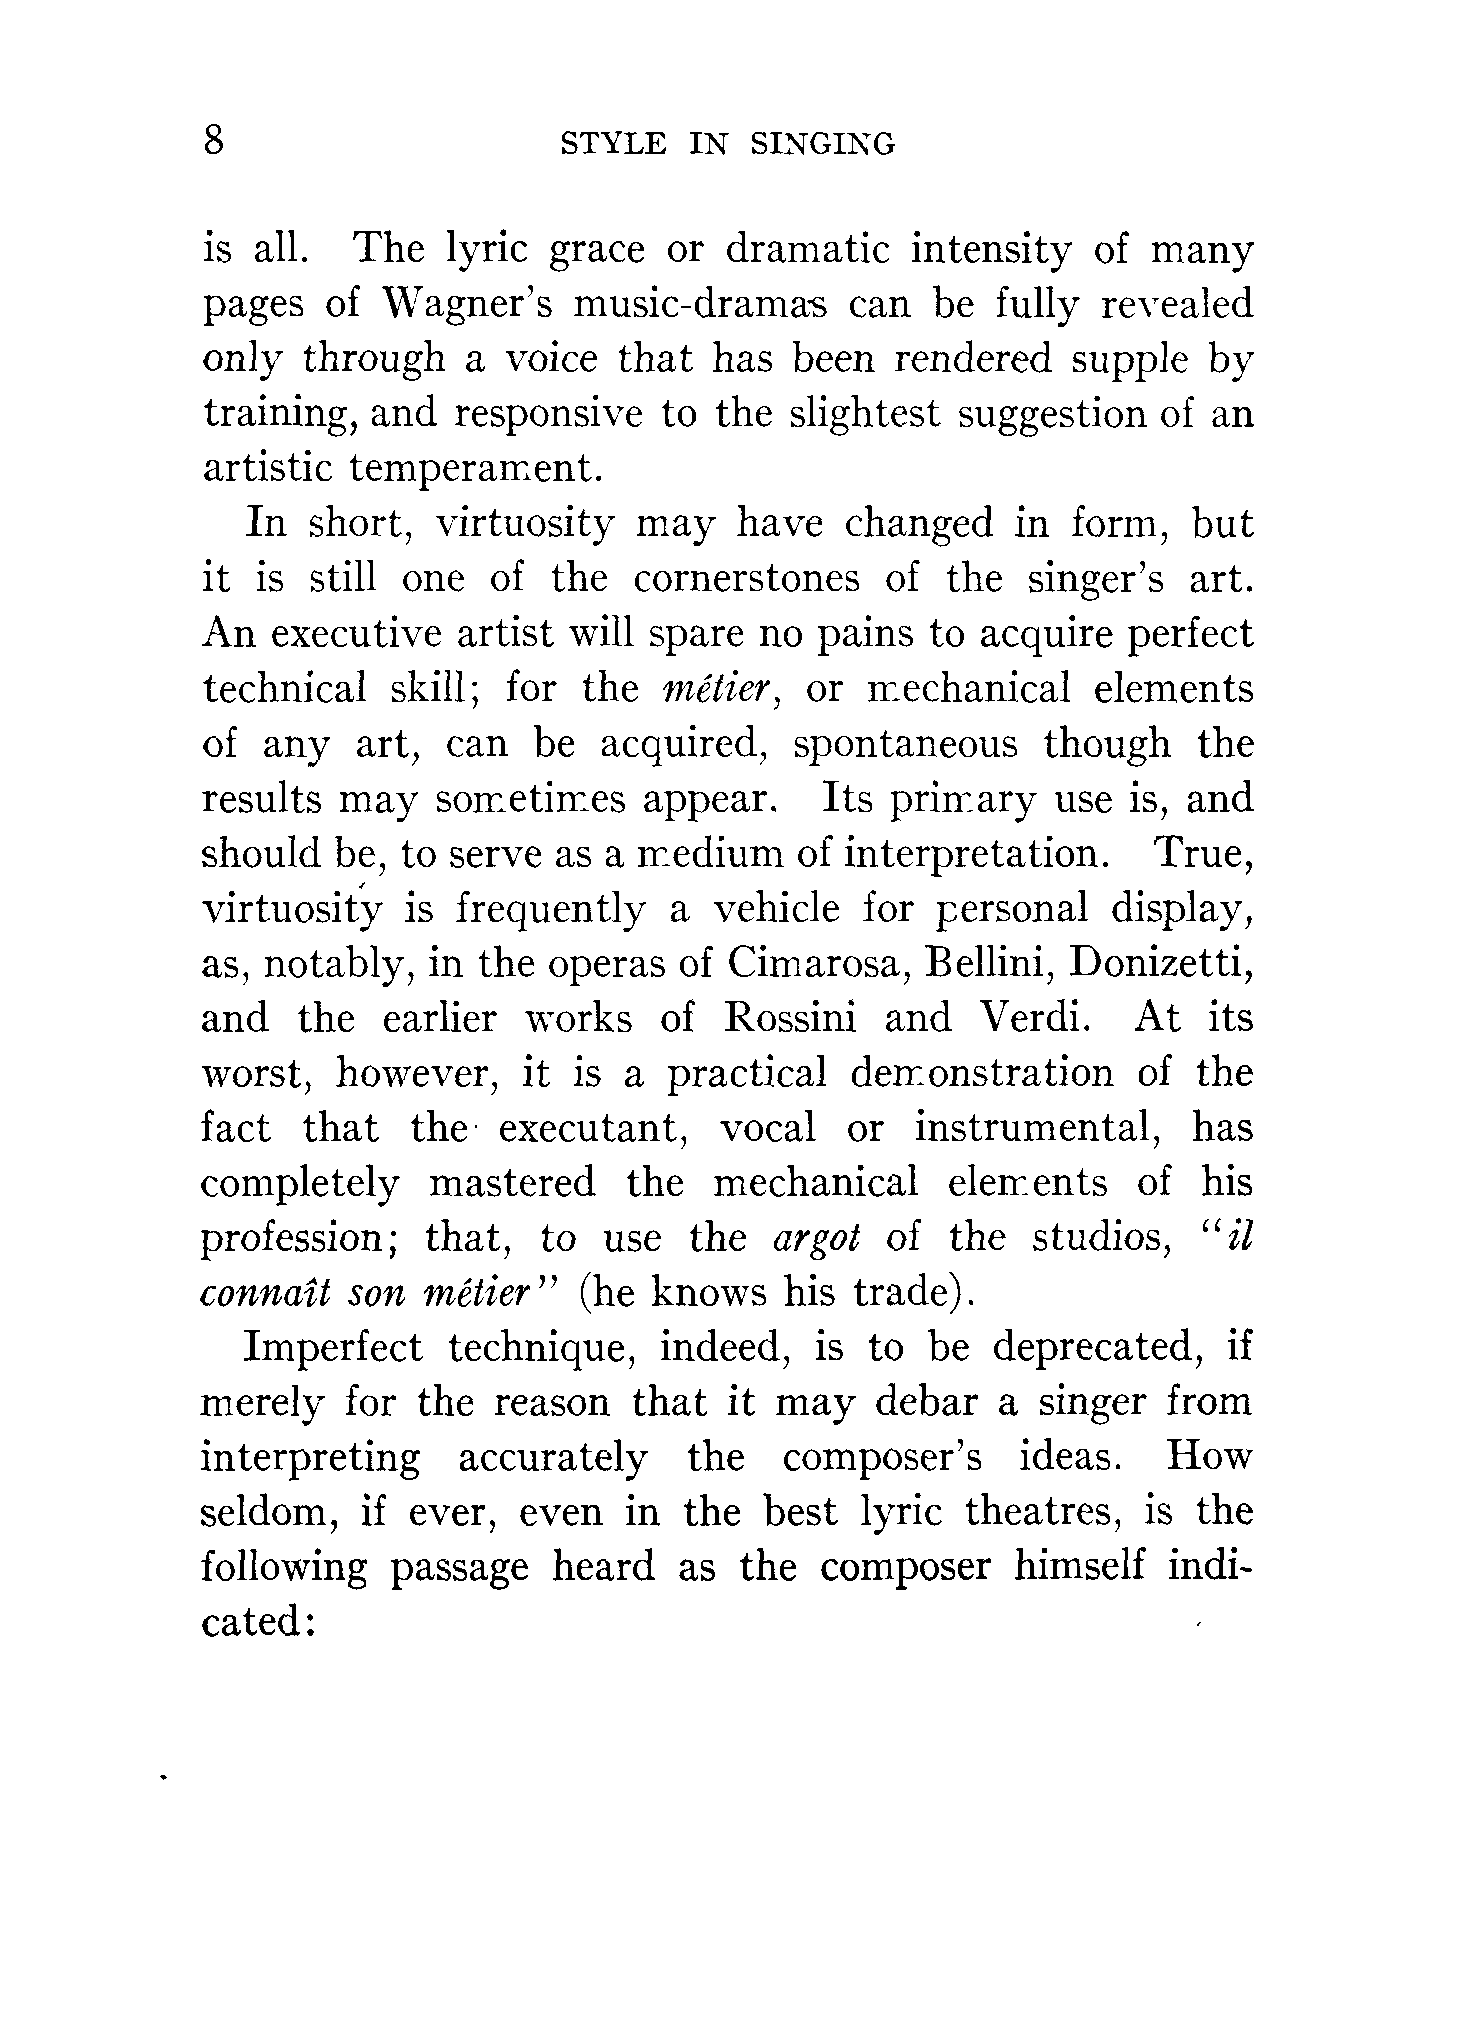 8 STYLE IN SINGING
is all. The lyric grace or dramatic intensity of many
pages of Wagner's music-dramas can be fully revealed
only through a voice that has been rendered supple by
training, and responsive to the slightest suggestion of an
artistic temperament.
In short, virtuosity may have changed in form, but
it is still one of the cornerstones of the singer's art.
An executive artist will spare no pains to acquire perfect
technical skill; for the métier, or mechanical elements
of any art, can be acquired, spontaneous though the
results may sometimes appear. Its primary use is, and
should be, to serve as a medium of interpretation. True,
virtuosity is frequently a vehicle for personal display,
as, notably, in the operas of Cimarosa, Bellini, Donizetti,
and the earlier works of Rossini and Verdi. At its
worst, however, it is a practical demonstration of the
fact that the executant, vocal or instrumental, has
completely mastered the mechanical elements of his
profession; that, to use the argot of the studios, "il
connaît son métier" (he knows his trade).
Imperfect technique, indeed, is to be deprecated, if
merely for the reason that it may debar a singer from
interpreting accurately the composer's ideas. How
seldom, if ever, even in the best lyric theatres, is the
following passage heard as the composer himself indi-
cated: